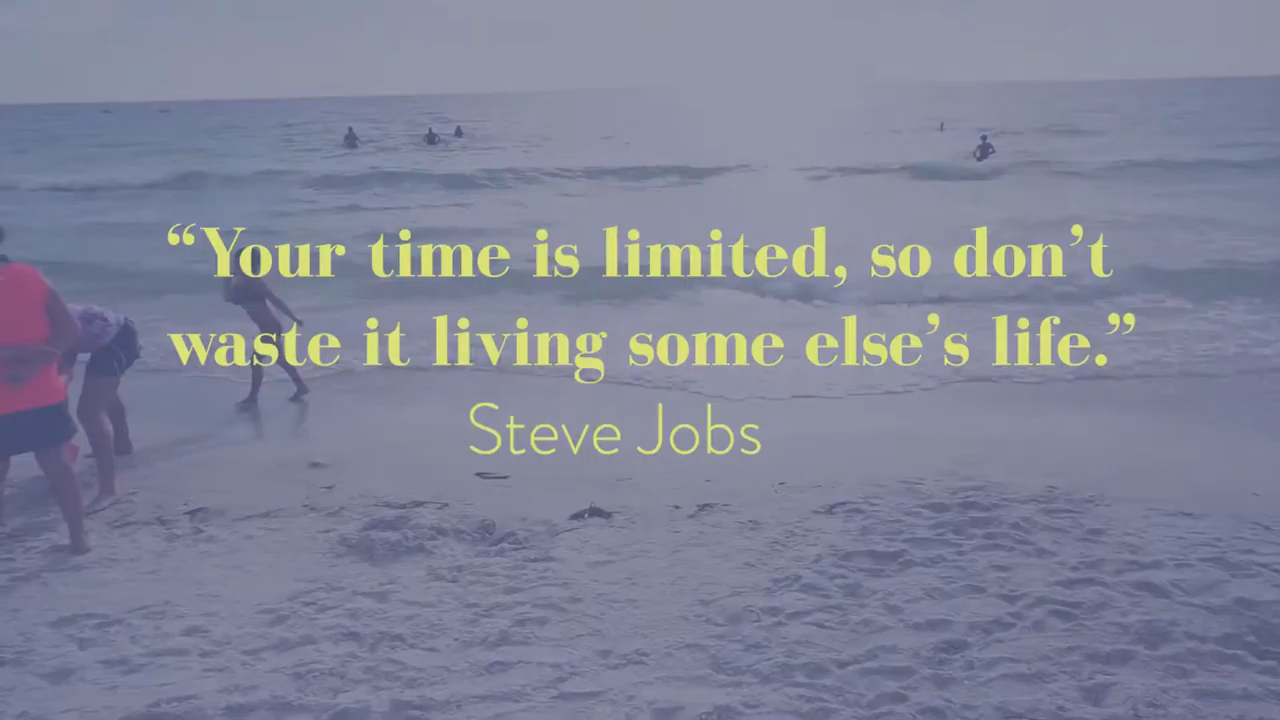 “Your time is limited, so don’t
waste it living some else’s life.”
Steve Jobs